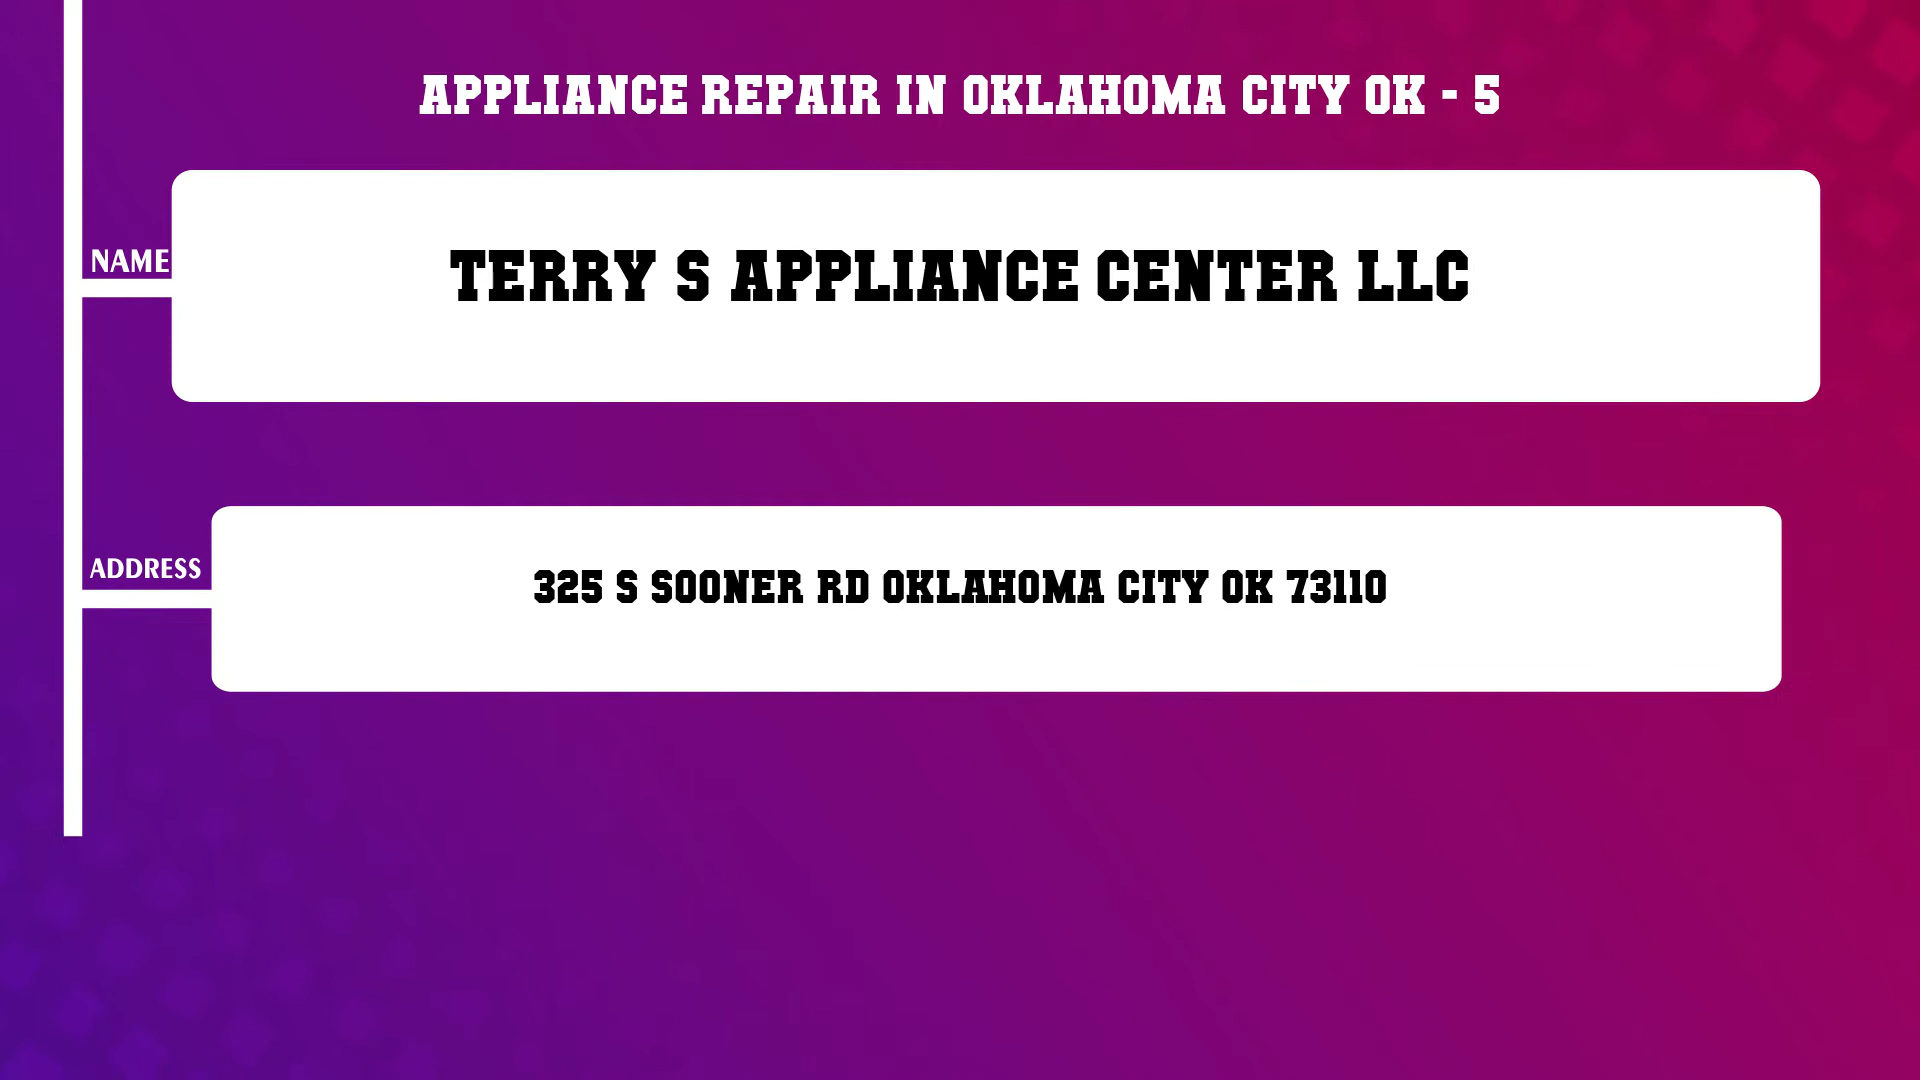 APPLIANCE REPAIR IN OKLAHOMA CITY OK - 5
NAME
TERRY S APPLIANCE CENTER LLC
ADDRESS
325 S SOONER RD OKLAHOMA CITY OK 73110